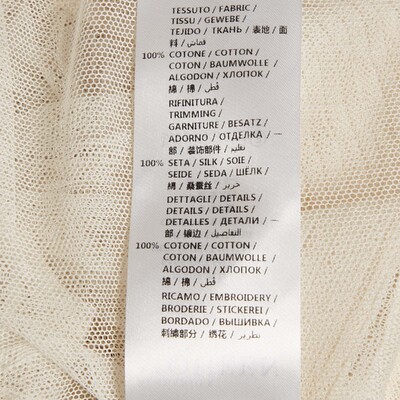 TESSUTO / FABRIC /
TISSU / GEWEBE /
TEJIDO / ТКАНЬ / 表地 / 面
料 / قماش /
100% COTONE / COTTON /
COTON / BAUMWOLLE /
ALGODON / ХЛОПОК /
綿 / 棉 / قطن /
RIFINITURA /
TRIMMING /
GARNITURE / BESATZ /
ADORNO / ОТДЕЛКА / 一
部 / 装饰部件 / تقليم /
100% SETA / SILK / SOIE /
SEIDE / SEDA / ШЕЛК /
絹 / 桑蚕丝 / حرير /
DETTAGLI / DETAILS /
DETAILS / DETAILS /
DETALLES / ДЕТАЛИ / 一
部 / 镶边 / التفاصيل /
100% COTONE / COTTON /
COTON / BAUMWOLLE /
ALGODON / ХЛОПОК /
綿 / 棉 / قطن /
RICAMO / EMBROIDERY /
BRODERIE / STICKEREI /
BORDADO / ВЫШИВКА /
刺繍部分 / 绣花 / تطريز /